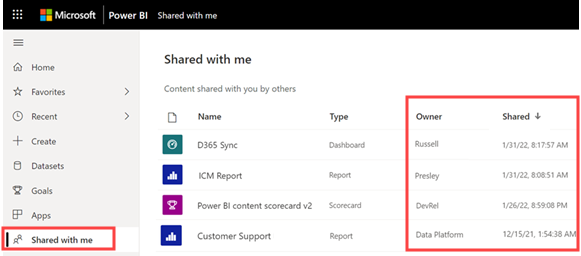 Microsoft Power BI Shared with me
Home
Favorites
Recent
Create
Datasets
Goals
Apps
Shared with me
Shared with me
Content shared with you by others
Name Type Owner Shared
D365 Sync Dashboard Russell 1/31/22, 8:17:57 AM
ICM Report Report Presley 1/31/22, 8:08:51 AM
Power BI content scorecard v2 Scorecard DevRel 1/26/22, 8:59:08 PM
Customer Support Report Data Platform 12/15/21, 1:54:38 AM